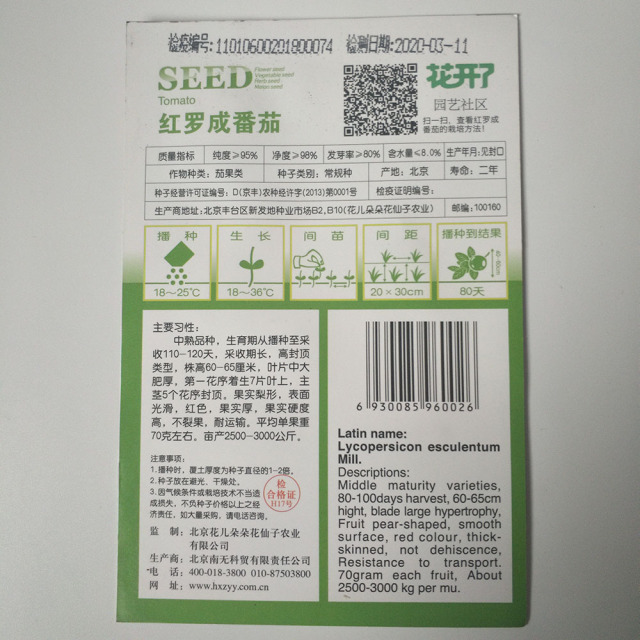 检疫编号:11010600201800074 检测日期:2020-03-11
SEED
Flower seed
Vegetable seed
Herb seed
Melon seed
Tomato
红罗成番茄
花开了
园艺社区
扫一扫，查看红罗成
番茄的栽培方法！
质量指标 纯度≥95% 净度≥98% 发芽率≥80% 含水量≤8.0% 生产年月:见封口
作物种类：茄果类 种子类别：常规种 产地：北京 寿命：二年
种子经营许可证编号：D(京丰)农种经许字(2013)第0001号 检疫证明编号：
生产商地址:北京丰台区新发地种业市场B2,B10(花儿朵朵花仙子农业) 邮编:100160
播种 生长 间苗 间距 播种到结果
60-65cm
18～25℃ 18～36℃ 20×30cm 80天
主要习性：
中熟品种，生育期从播种至采
收110-120天，采收期长，高封顶
类型，株高60-65厘米，叶片中大
肥厚，第一花序着生7片叶上，主
茎5个花序封顶。果实梨形，表面
光滑，红色，果实厚，果实硬度
高，不裂果，耐运输。平均单果重
70克左右。亩产2500-3000公斤。
注意事项：
1.播种时，覆土厚度为种子直径的1-2倍。
2.种子放在避光、干燥处。
3.因气候条件或栽培技术不当造
成损失，不负种子价格以上之经
济责任，如大量采购，请电话咨询。
检
合格证
H17号
监制：北京花儿朵朵花仙子农业
有限公司
生产商：北京南无科贸有限责任公司
电话：400-018-3800 010-87503800
网址：www.hxzyy.com.cn
6 930085 960026
Latin name:
Lycopersicon esculentum
Mill.
Descriptions:
Middle maturity varieties,
80-100days harvest, 60-65cm
hight, blade large hypertrophy,
Fruit pear-shaped, smooth
surface, red colour, thick-
skinned, not dehiscence,
Resistance to transport.
70gram each fruit, About
2500-3000 kg per mu.